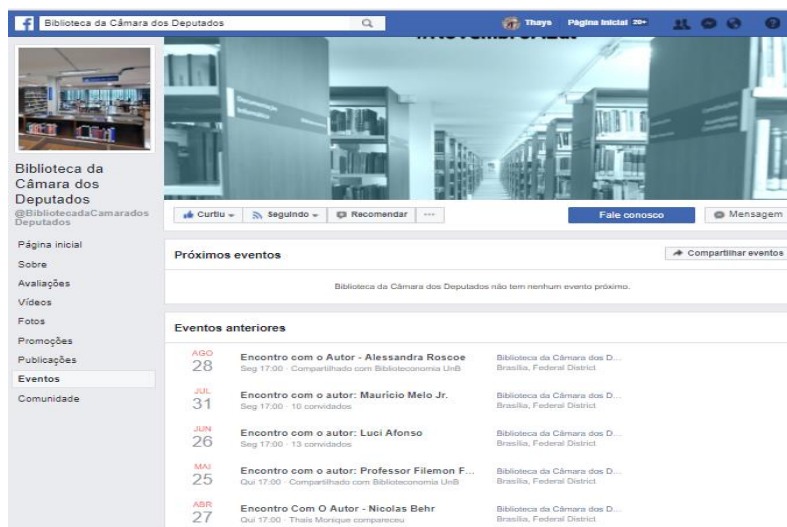 Biblioteca da Câmara dos Deputados
Thays Página Inicial 20+
#NovembroAzul
Documentação
Biblioteca da
Câmara dos
Deputados
@BibliotecadaCamarados
Deputados
Curtiu Seguindo Recomendar ... Fale conosco Mensagem
Página inicial
Sobre
Avaliações
Vídeos
Fotos
Promoções
Publicações
Eventos
Comunidade
Próximos eventos Compartilhar eventos
Biblioteca da Câmara dos Deputados não tem nenhum evento próximo.
Eventos anteriores
AGO
28
Encontro com o Autor - Alessandra Roscoe
Seg 17:00 · Compartilhado com Biblioteconomia UnB
Biblioteca da Câmara dos D...
Brasília, Federal District
JUL
31
Encontro com o autor: Maurício Melo Jr.
Seg 17:00 · 10 convidados
Biblioteca da Câmara dos D...
Brasília, Federal District
JUN
26
Encontro com o autor: Luci Afonso
Seg 17:00 · 13 convidados
Biblioteca da Câmara dos D...
Brasília, Federal District
MAI
25
Encontro com o autor: Professor Filemon F...
Qui 17:00 · Compartilhado com Biblioteconomia UnB
Biblioteca da Câmara dos D...
Brasília, Federal District
ABR
27
Encontro Com O Autor - Nicolas Behr
Qui 17:00 · Thaís Monique compareceu
Biblioteca da Câmara dos D...
Brasília, Federal District